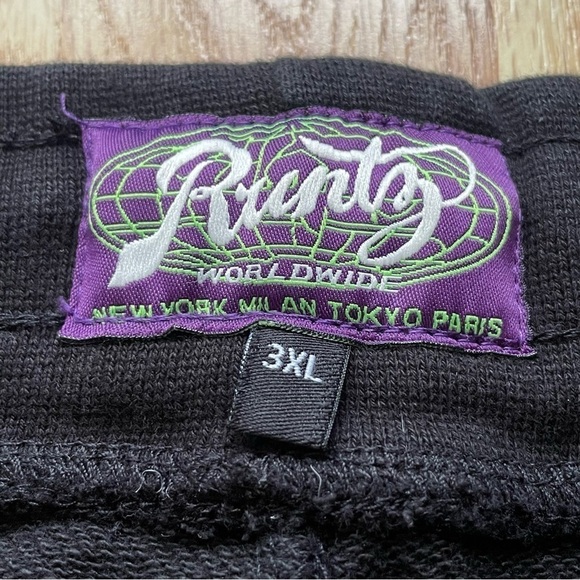 Runtz
WORLDWIDE
NEW YORK MILAN TOKYO PARIS
3XL